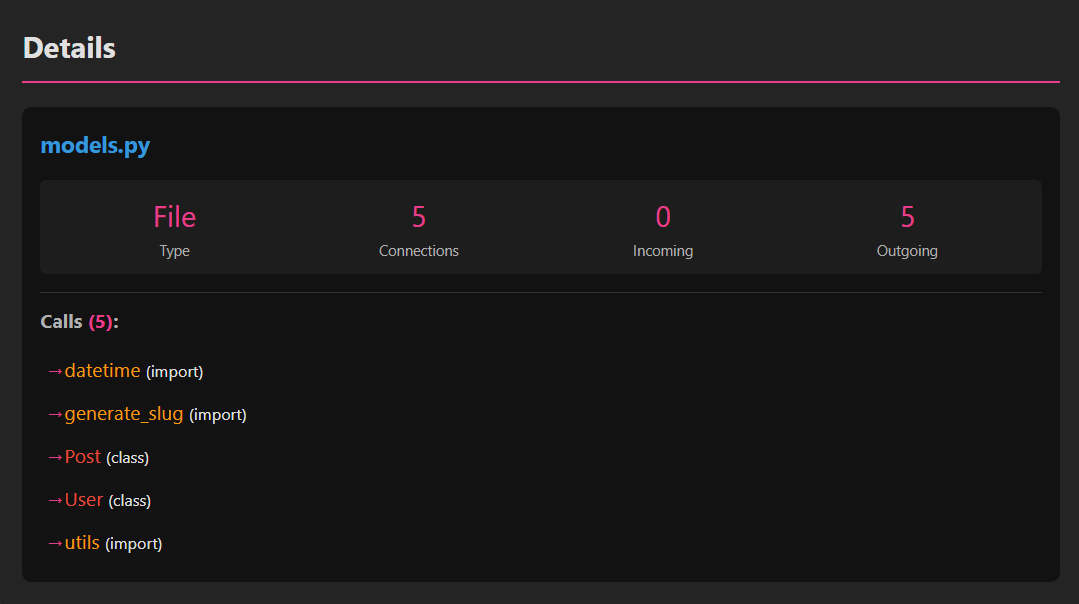 Details
models.py
File 5 0 5
Type Connections Incoming Outgoing
Calls (5):
→datetime (import)
→generate_slug (import)
→Post (class)
→User (class)
→utils (import)